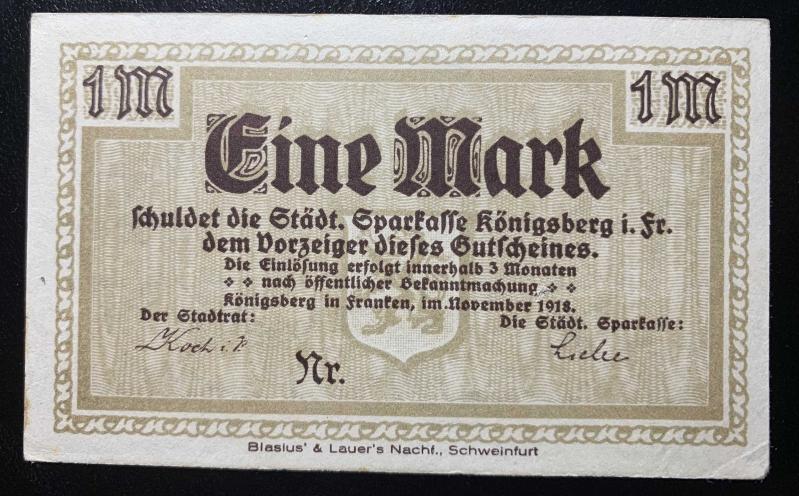 1 M 1 M
Eine Mark
schuldet die Städt. Sparkasse Königsberg i. Fr.
dem Vorzeiger dieses Gutscheines.
Die Einlösung erfolgt innerhalb 3 Monaten
nach öffentlicher Bekanntmachung
Königsberg in Franken, im November 1918.
Der Stadtrat: Die Städt. Sparkasse:
Koch
Nr.
Blasius' & Lauer's Nachf., Schweinfurt